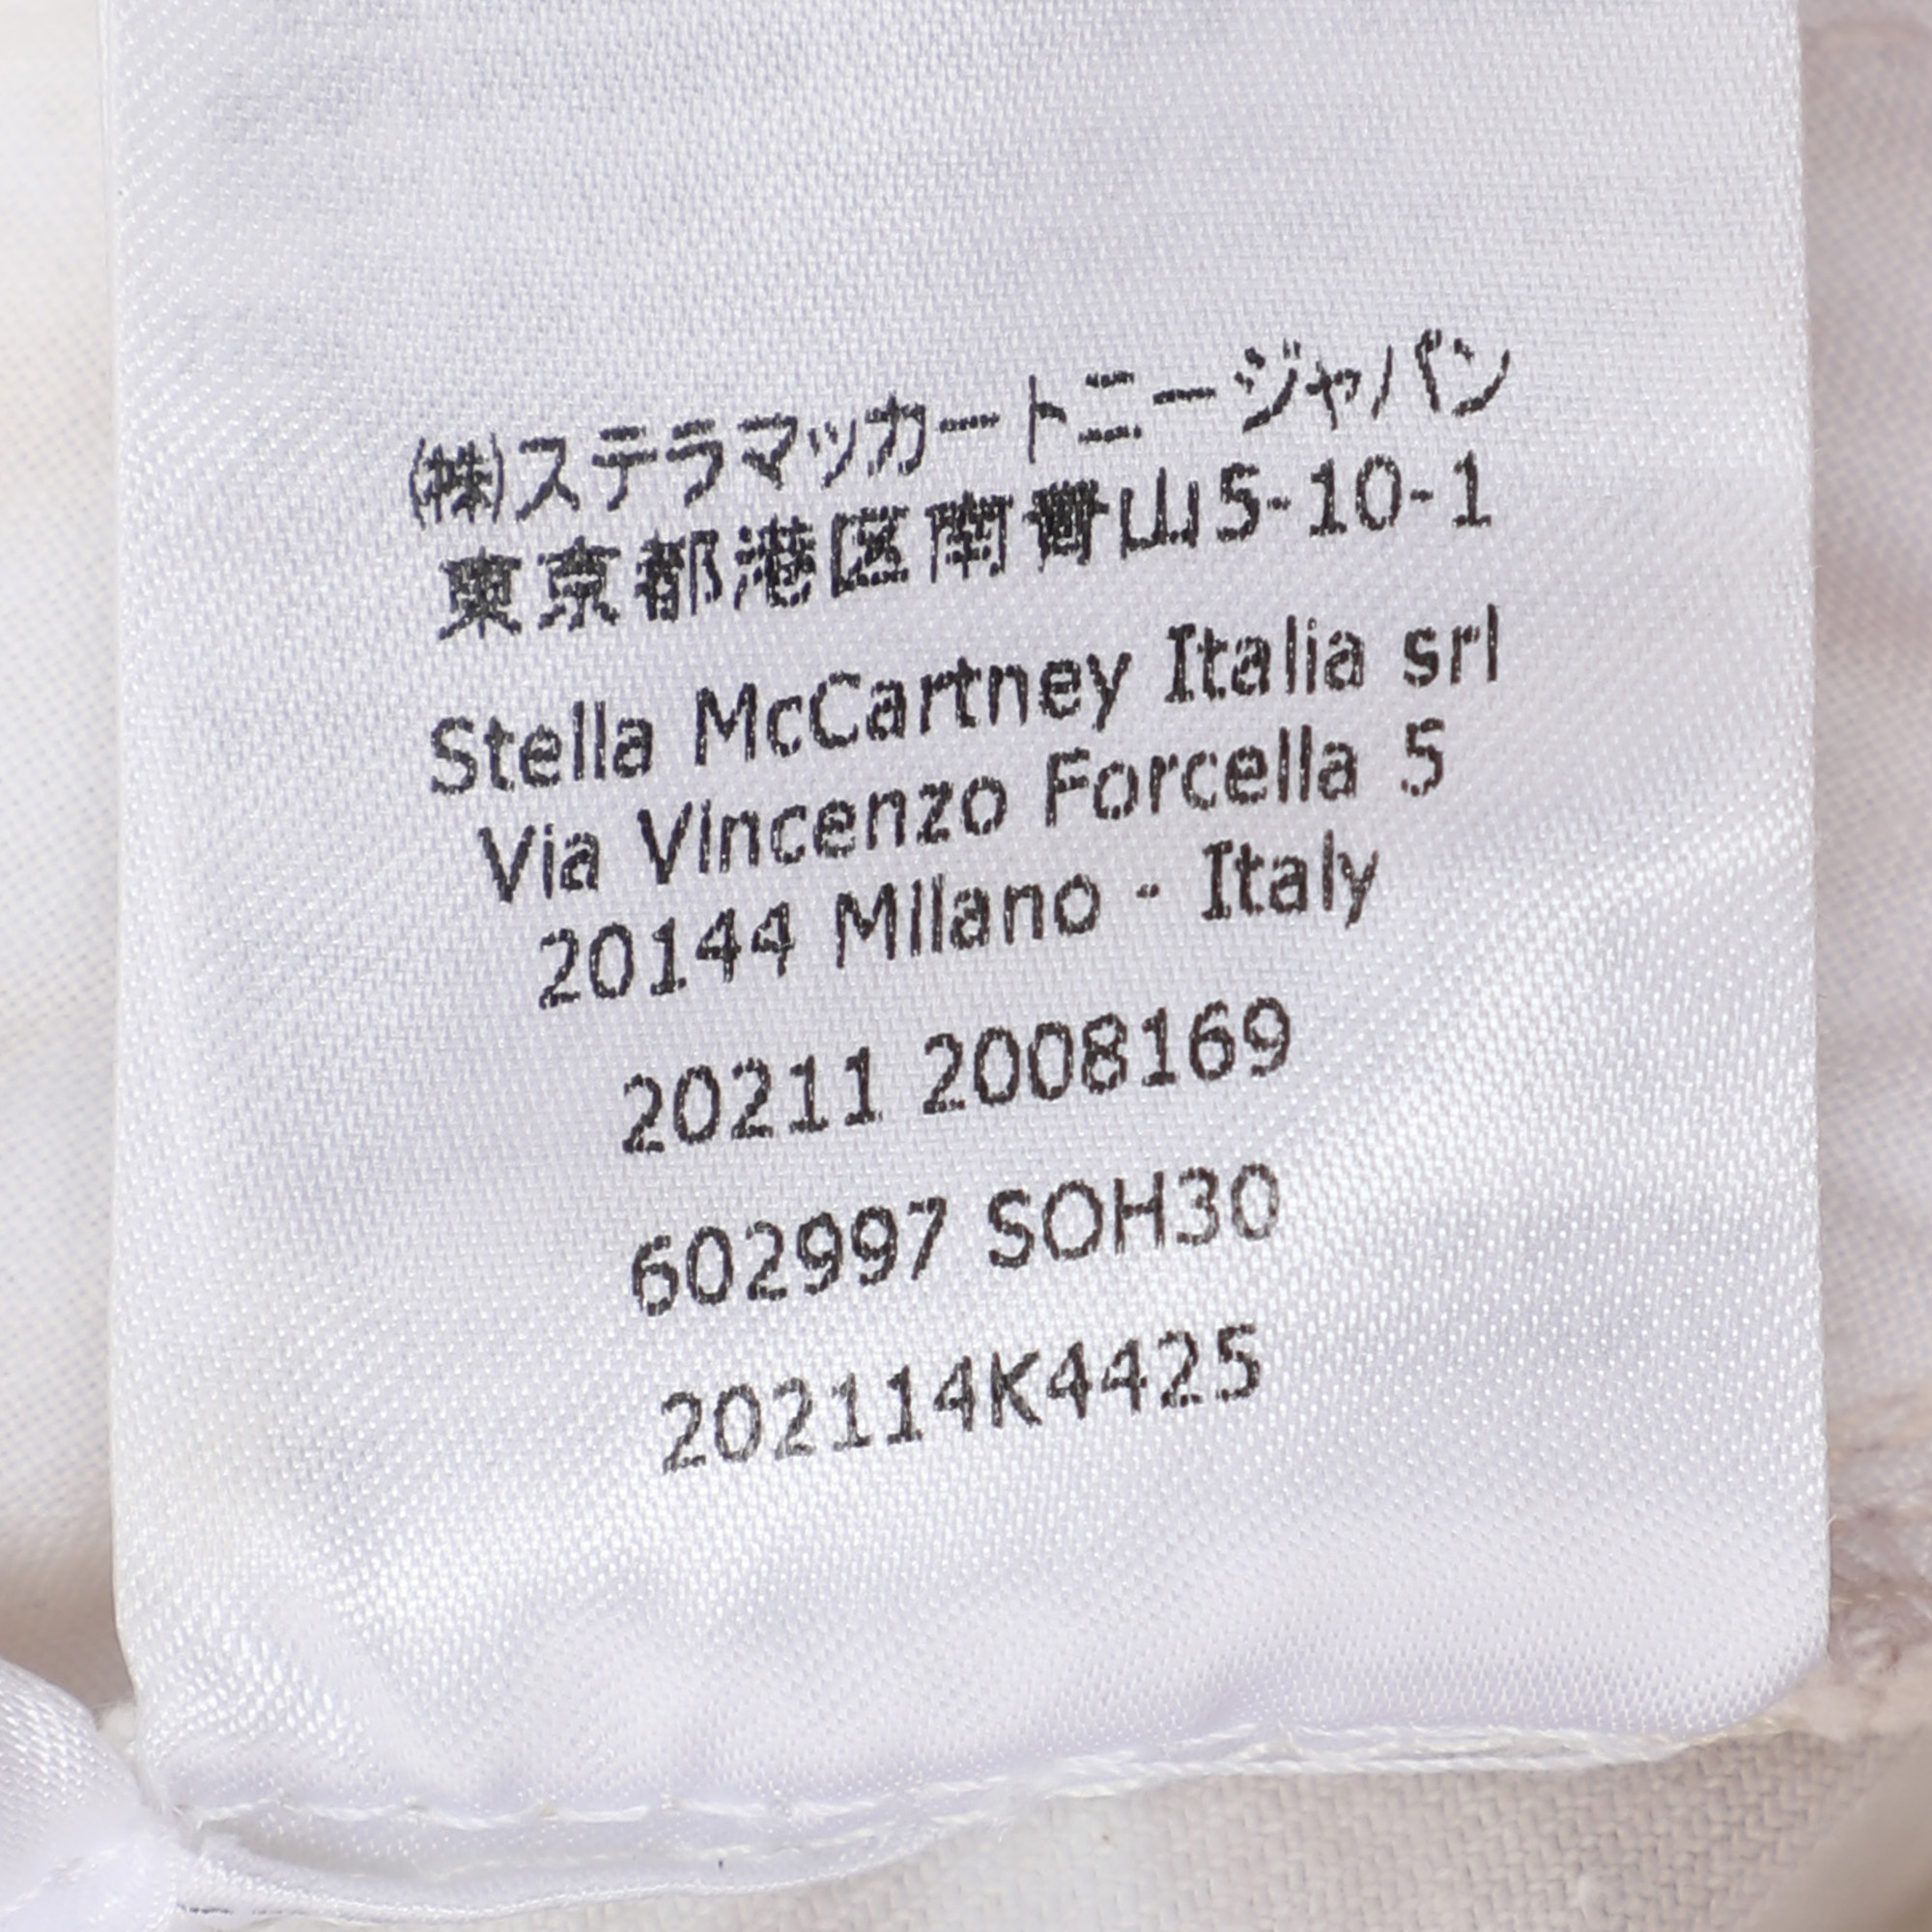 ㈱ステラマッカートニージャパン
東京都港区南青山5-10-1
Stella McCartney Italia srl
Via Vincenzo Forcella 5
20144 Milano - Italy
20211 2008169
602997 SOH30
202114K4425